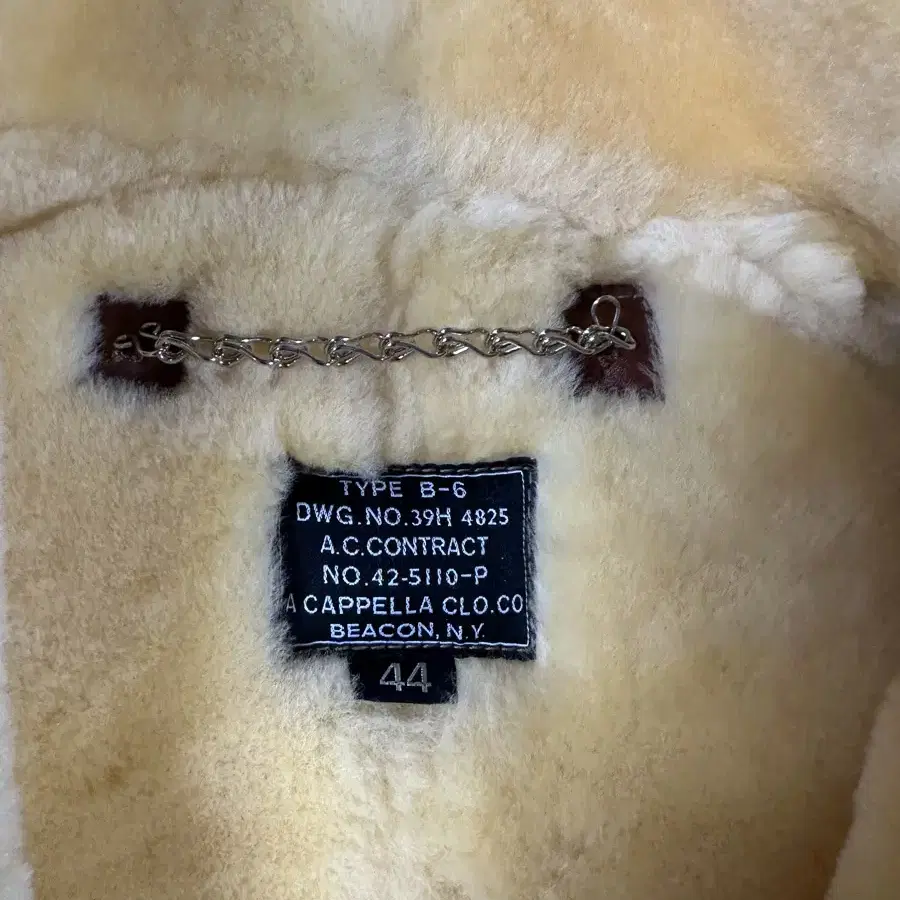 TYPE B-6
DWG.NO.39H 4825
A.C.CONTRACT
NO.42-5110-P
A CAPPELLA CLO.CO
BEACON, N.Y.
44